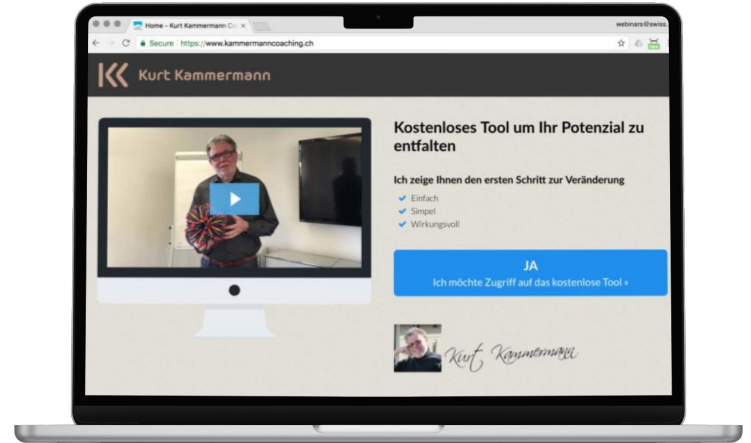 Home - Kurt Kammermann Co
webinars@swiss.
Secure https://www.kammermanncoaching.ch
Kurt Kammermann
Kostenloses Tool um Ihr Potenzial zu
entfalten
Ich zeige Ihnen den ersten Schritt zur Veränderung
Einfach
Simpel
Wirkungsvoll
JA
Ich möchte Zugriff auf das kostenlose Tool »
Kurt Kammermann